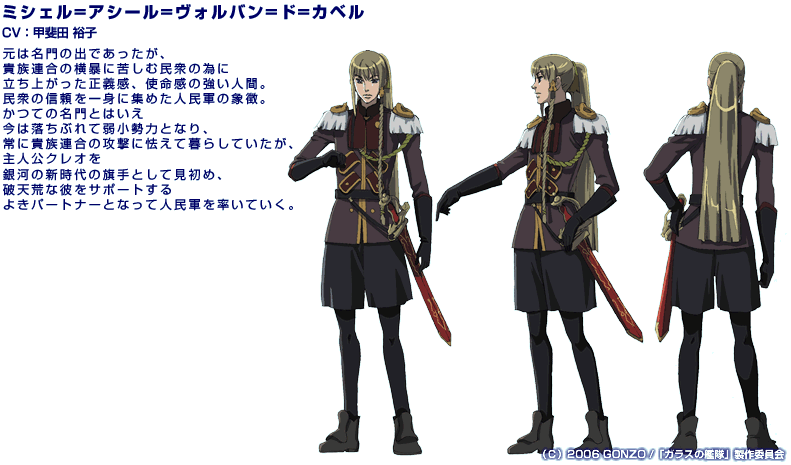 ミシェル=アシール=ヴォルバン=ド=カベル
CV：甲斐田 裕子
元は名門の出であったが、
貴族連合の横暴に苦しむ民衆の為に
立ち上がった正義感、使命感の強い人間。
民衆の信頼を一身に集めた人民軍の象徴。
かつての名門とはいえ
今は落ちぶれて弱小勢力となり、
常に貴族連合の攻撃に怯えて暮らしていたが、
主人公クレオを
銀河の新時代の旗手として見初め、
破天荒な彼をサポートする
よきパートナーとなって人民軍を率いていく。
（C）2006 GONZO /「ガラスの艦隊」製作委員会